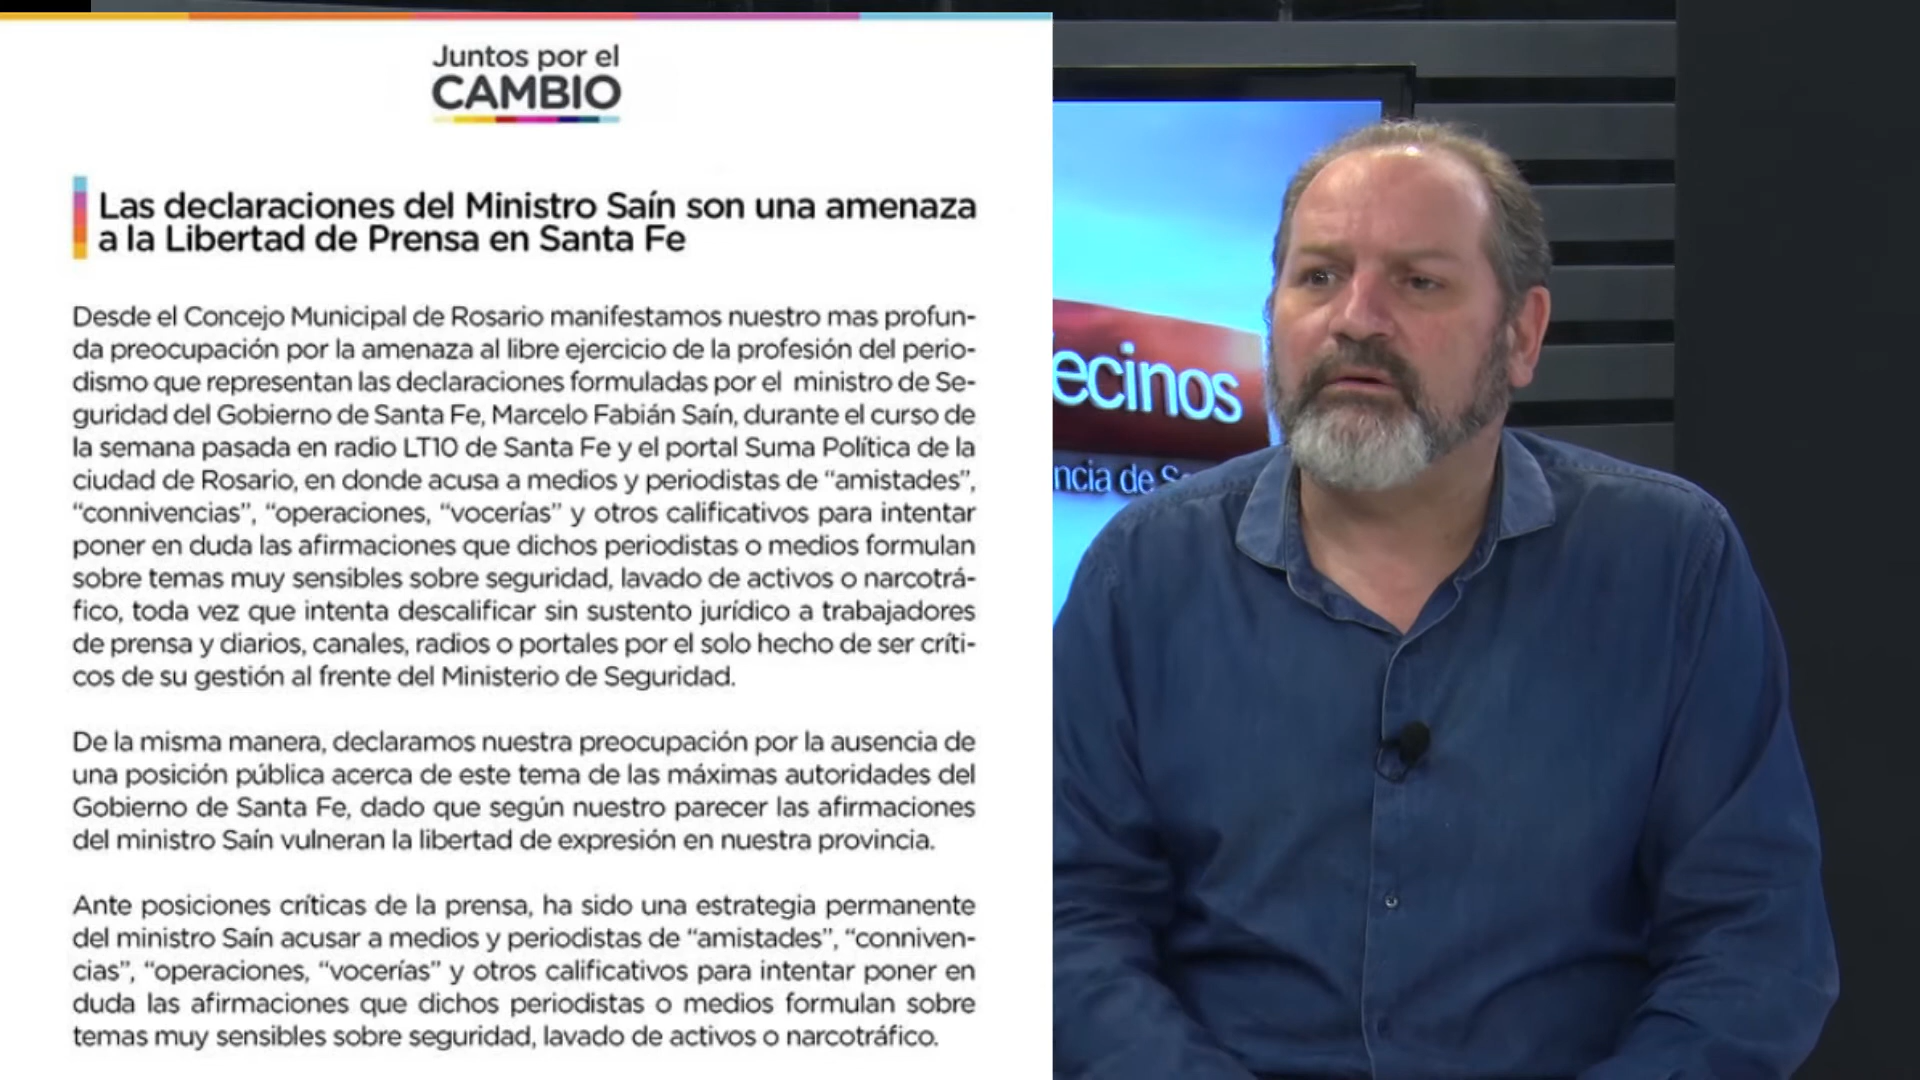 Juntos por el
CAMBIO
Las declaraciones del Ministro Saín son una amenaza
a la Libertad de Prensa en Santa Fe
Desde el Concejo Municipal de Rosario manifestamos nuestro mas profun-
da preocupación por la amenaza al libre ejercicio de la profesión del perio-
dismo que representan las declaraciones formuladas por el ministro de Se-
guridad del Gobierno de Santa Fe, Marcelo Fabián Saín, durante el curso de
la semana pasada en radio LT10 de Santa Fe y el portal Suma Política de la
ciudad de Rosario, en donde acusa a medios y periodistas de “amistades”,
“connivencias”, “operaciones, “vocerías” y otros calificativos para intentar
poner en duda las afirmaciones que dichos periodistas o medios formulan
sobre temas muy sensibles sobre seguridad, lavado de activos o narcotrá-
fico, toda vez que intenta descalificar sin sustento jurídico a trabajadores
de prensa y diarios, canales, radios o portales por el solo hecho de ser críti-
cos de su gestión al frente del Ministerio de Seguridad.
De la misma manera, declaramos nuestra preocupación por la ausencia de
una posición pública acerca de este tema de las máximas autoridades del
Gobierno de Santa Fe, dado que según nuestro parecer las afirmaciones
del ministro Saín vulneran la libertad de expresión en nuestra provincia.
Ante posiciones críticas de la prensa, ha sido una estrategia permanente
del ministro Saín acusar a medios y periodistas de “amistades”, “conniven-
cias”, “operaciones, “vocerías” y otros calificativos para intentar poner en
duda las afirmaciones que dichos periodistas o medios formulan sobre
temas muy sensibles sobre seguridad, lavado de activos o narcotráfico.
ecinos
ncia de S